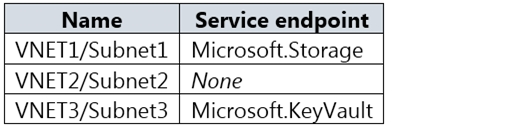 Name Service endpoint
VNET1/Subnet1 Microsoft.Storage
VNET2/Subnet2 None
VNET3/Subnet3 Microsoft.KeyVault